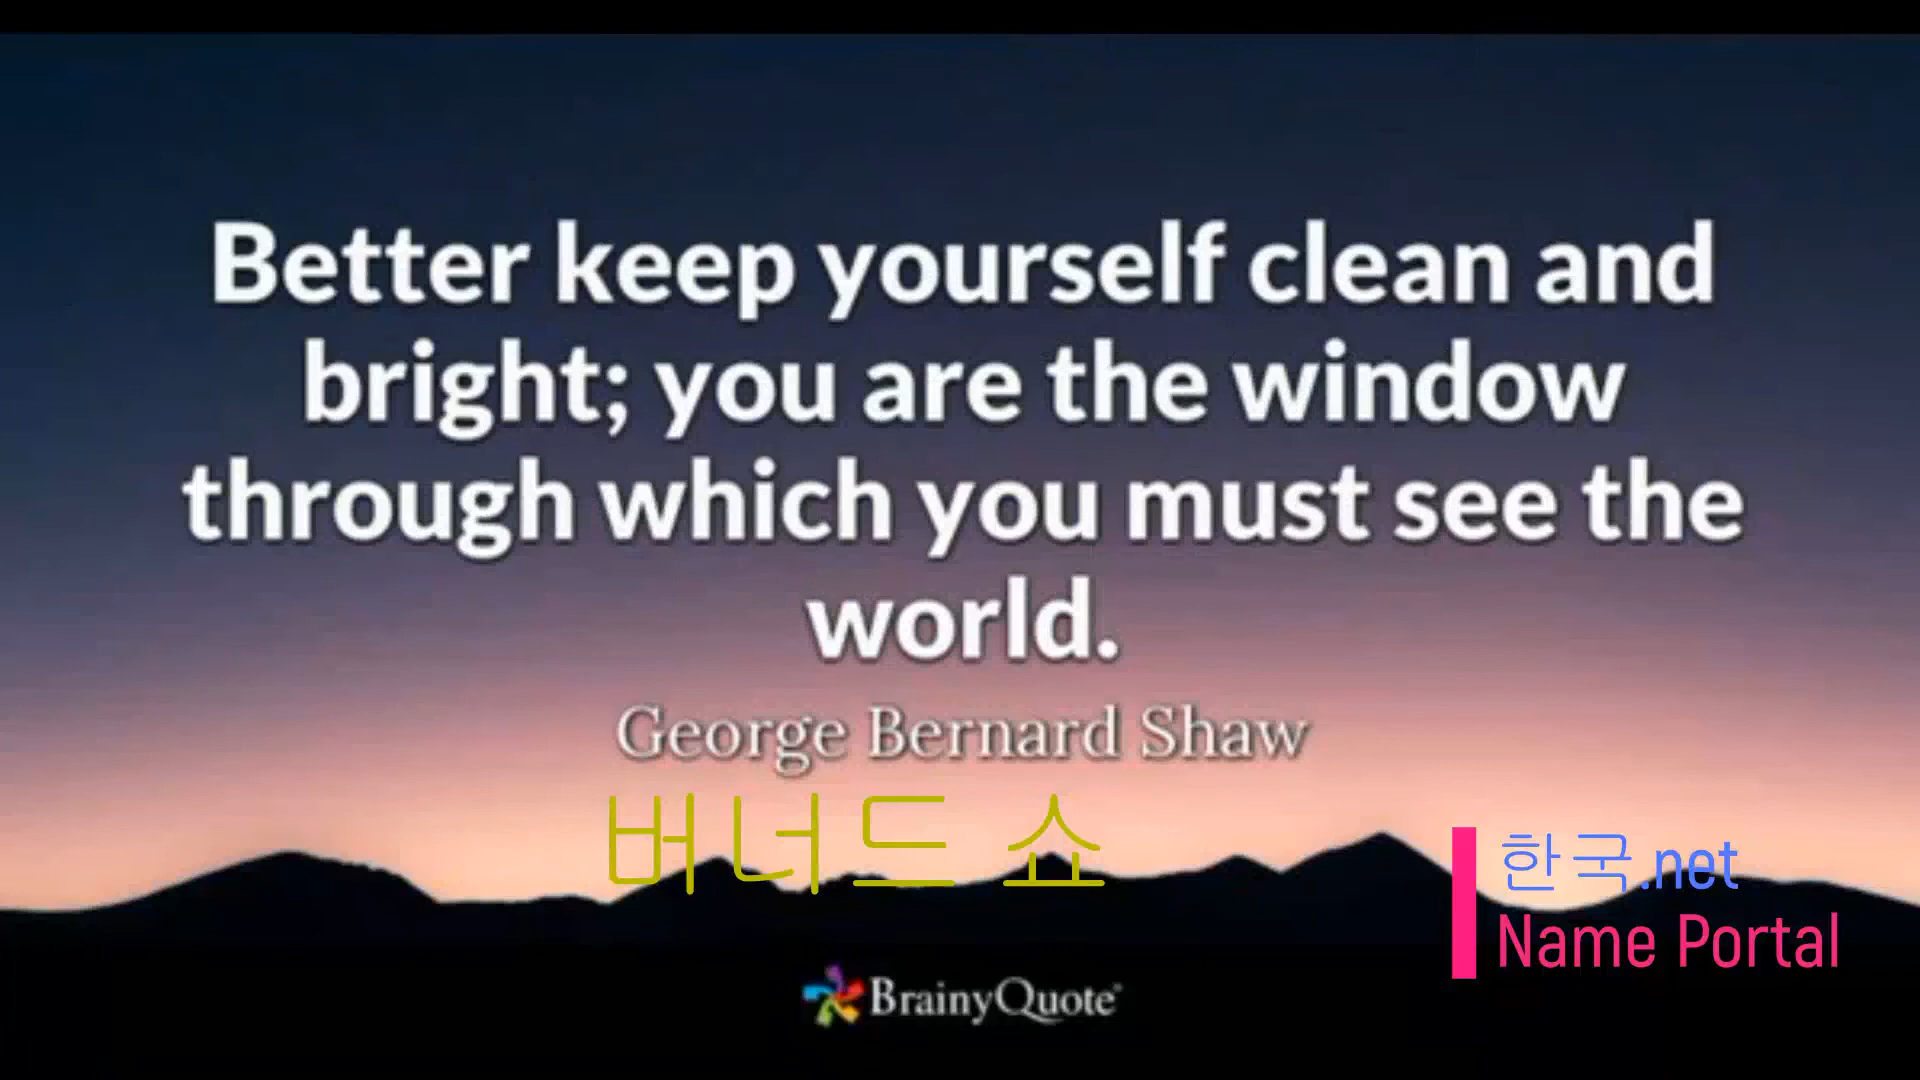 Better keep yourself clean and
bright; you are the window
through which you must see the
world.
George Bernard Shaw
버너드 쇼
한국.net
Name Portal
BrainyQuote